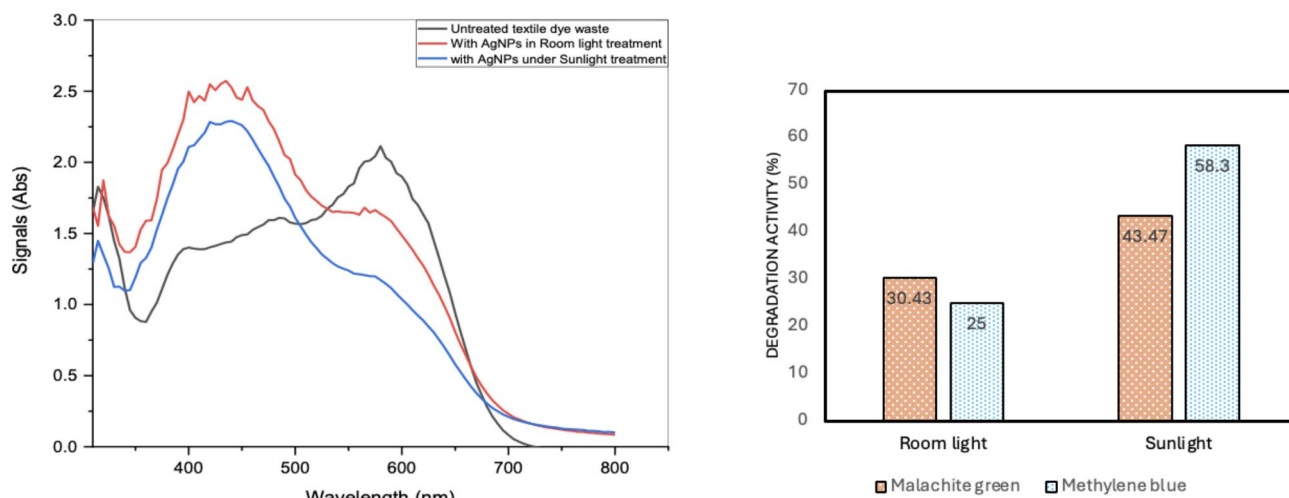 3.0
2.5
2.0
1.5
1.0
0.5
0.0
Signals (Abs)
Untreated textile dye waste
With AgNPs in Room light treatment
with AgNPs under Sunlight treatment
400 500 600 700 800
Wavelength (nm)
70
60
50
40
30
20
10
0
DEGRADATION ACTIVITY (%)
30.43
25
43.47
58.3
Room light Sunlight
Malachite green Methylene blue